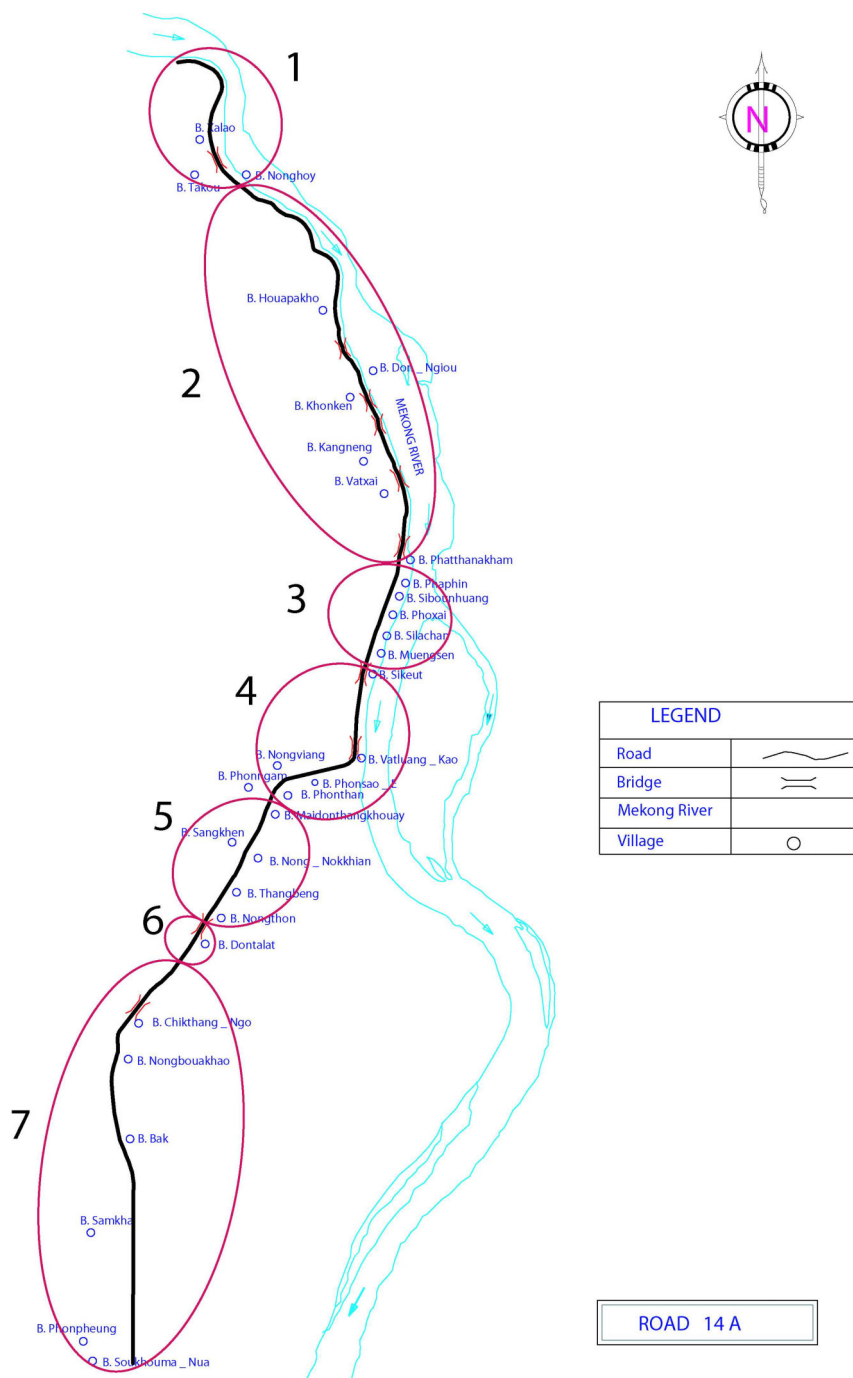 1
N
B. Xalao
B. Takou
B. Nonghoy
B. Houapakho
2
B. Don _ Ngiou
B. Khonken
MEKONG RIVER
B. Kangneng
B. Vatxai
B. Phatthanakham
3
B. Phaphin
B. Sibounhuang
B. Phoxai
B. Silachan
B. Muengsen
B. Sikeut
4
B. Nongviang
B. Vatluang _ Kao
B. Phonngam
B. Phonsao _ E
B. Phonthan
5
B. Maidonthangkhouay
B. Sangkhen
B. Nong _ Nokkhian
B. Thangbeng
B. Nongthon
6
B. Dontalat
B. Chikthang _ Ngo
B. Nongbouakhao
7
B. Bak
B. Samkha
B. Phonpheung
B. Soukhouma _ Nua
LEGEND
Road
Bridge
Mekong River
Village
ROAD 14 A